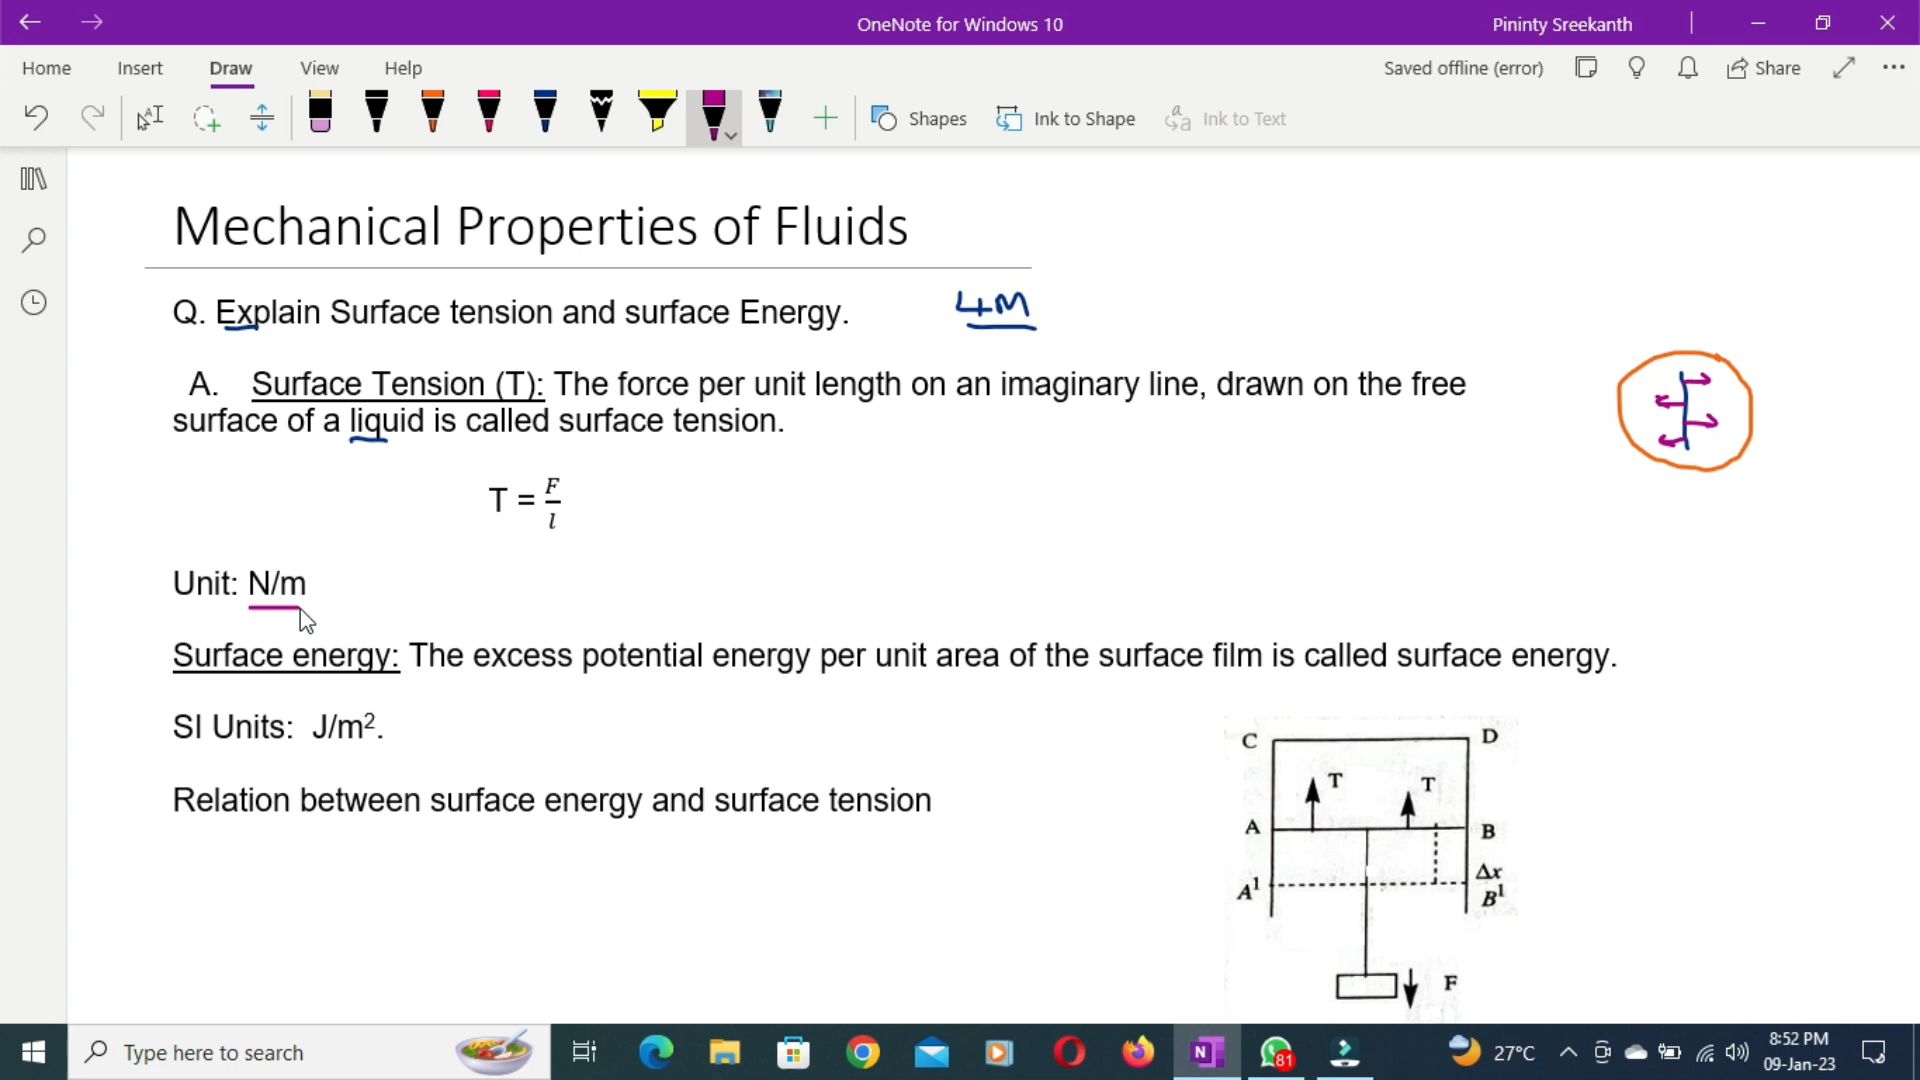 OneNote for Windows 10
Pininty Sreekanth
Home Insert Draw View Help
Saved offline (error)
Share
Shapes
Ink to Shape
Ink to Text
Mechanical Properties of Fluids
Q. Explain Surface tension and surface Energy.
4M
A. Surface Tension (T): The force per unit length on an imaginary line, drawn on the free
surface of a liquid is called surface tension.
T = F/l
Unit: N/m
Surface energy: The excess potential energy per unit area of the surface film is called surface energy.
SI Units: J/m².
Relation between surface energy and surface tension
C D
T T
A B
Δx
A¹ B¹
F
Type here to search
81
27°C
8:52 PM
09-Jan-23